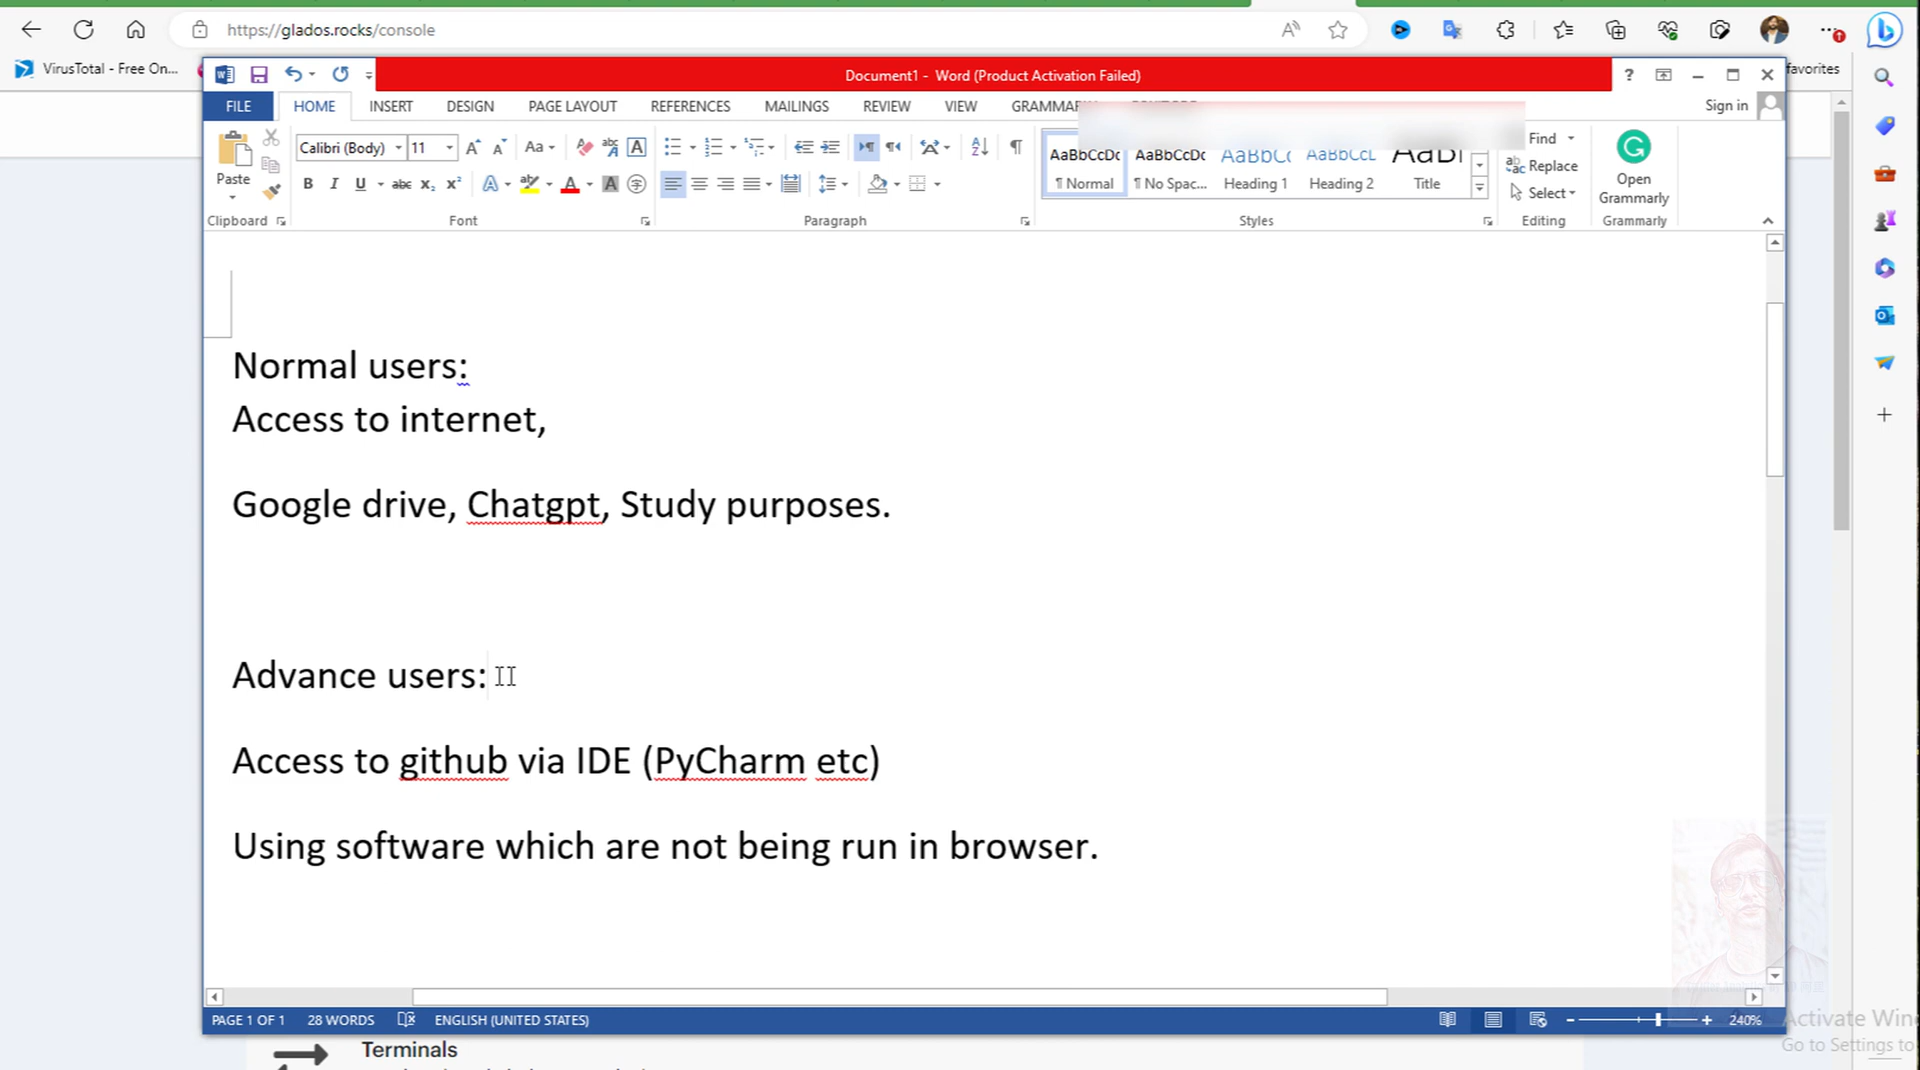 https://glados.rocks/console
VirusTotal - Free On...
favorites
Document1 - Word (Product Activation Failed)
FILE HOME INSERT DESIGN PAGE LAYOUT REFERENCES MAILINGS REVIEW VIEW
Sign in
Calibri (Body) 11
Paste
Find
Replace
Select
Open
Grammarly
AaBbCcDc AaBbCcDc
¶ Normal ¶ No Spac... Heading 1 Heading 2 Title
Clipboard Font Paragraph Styles Editing Grammarly
Normal users:
Access to internet,
Google drive, Chatgpt, Study purposes.
Advance users:
Access to github via IDE (PyCharm etc)
Using software which are not being run in browser.
PAGE 1 OF 1 28 WORDS ENGLISH (UNITED STATES) 240%
Activate Win
Go to Settings to
Terminals